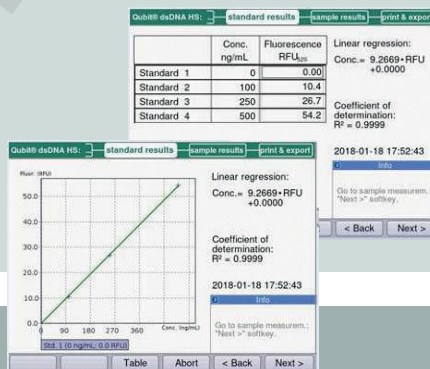 Qubit® dsDNA HS: standard results sample results print & export
Conc. ng/mL Fluorescence RFU520
Standard 1 0 0.00
Standard 2 100 10.4
Standard 3 250 26.7
Standard 4 500 54.2
Linear regression:
Conc.= 9.2669•RFU
+0.0000
Coefficient of
determination:
R² = 0.9999
2018-01-18 17:52:43
Info
Go to sample measurem.:
"Next >" softkey.
< Back Next >
Qubit® dsDNA HS: standard results sample results print & export
Fluor. (RFU)
50.0
40.0
30.0
20.0
10.0
0.0
0 90 180 270 360 Conc. (ng/mL)
Std. 1 (0 ng/mL; 0.0 RFU)
Linear regression:
Conc.= 9.2669•RFU
+0.0000
Coefficient of
determination:
R² = 0.9999
2018-01-18 17:52:43
Info
Go to sample measurem.:
"Next >" softkey.
Table Abort < Back Next >